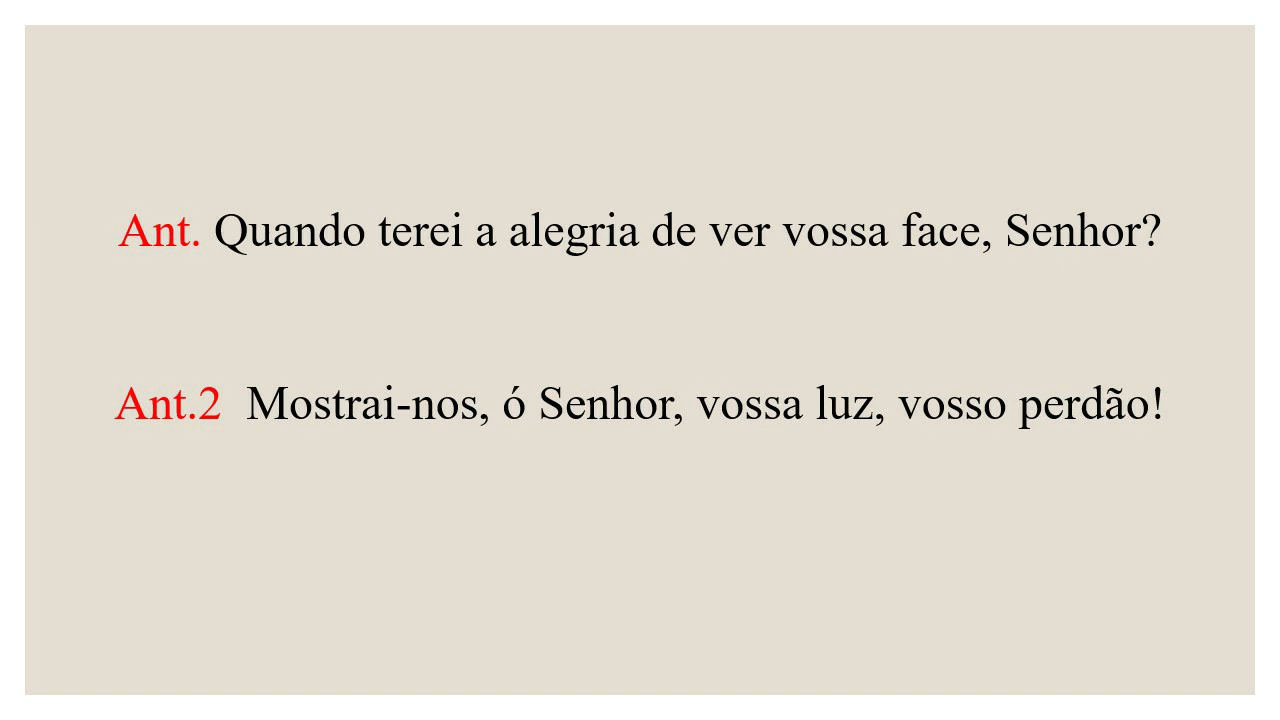 Ant. Quando terei a alegria de ver vossa face, Senhor?
Ant.2  Mostrai-nos, ó Senhor, vossa luz, vosso perdão!